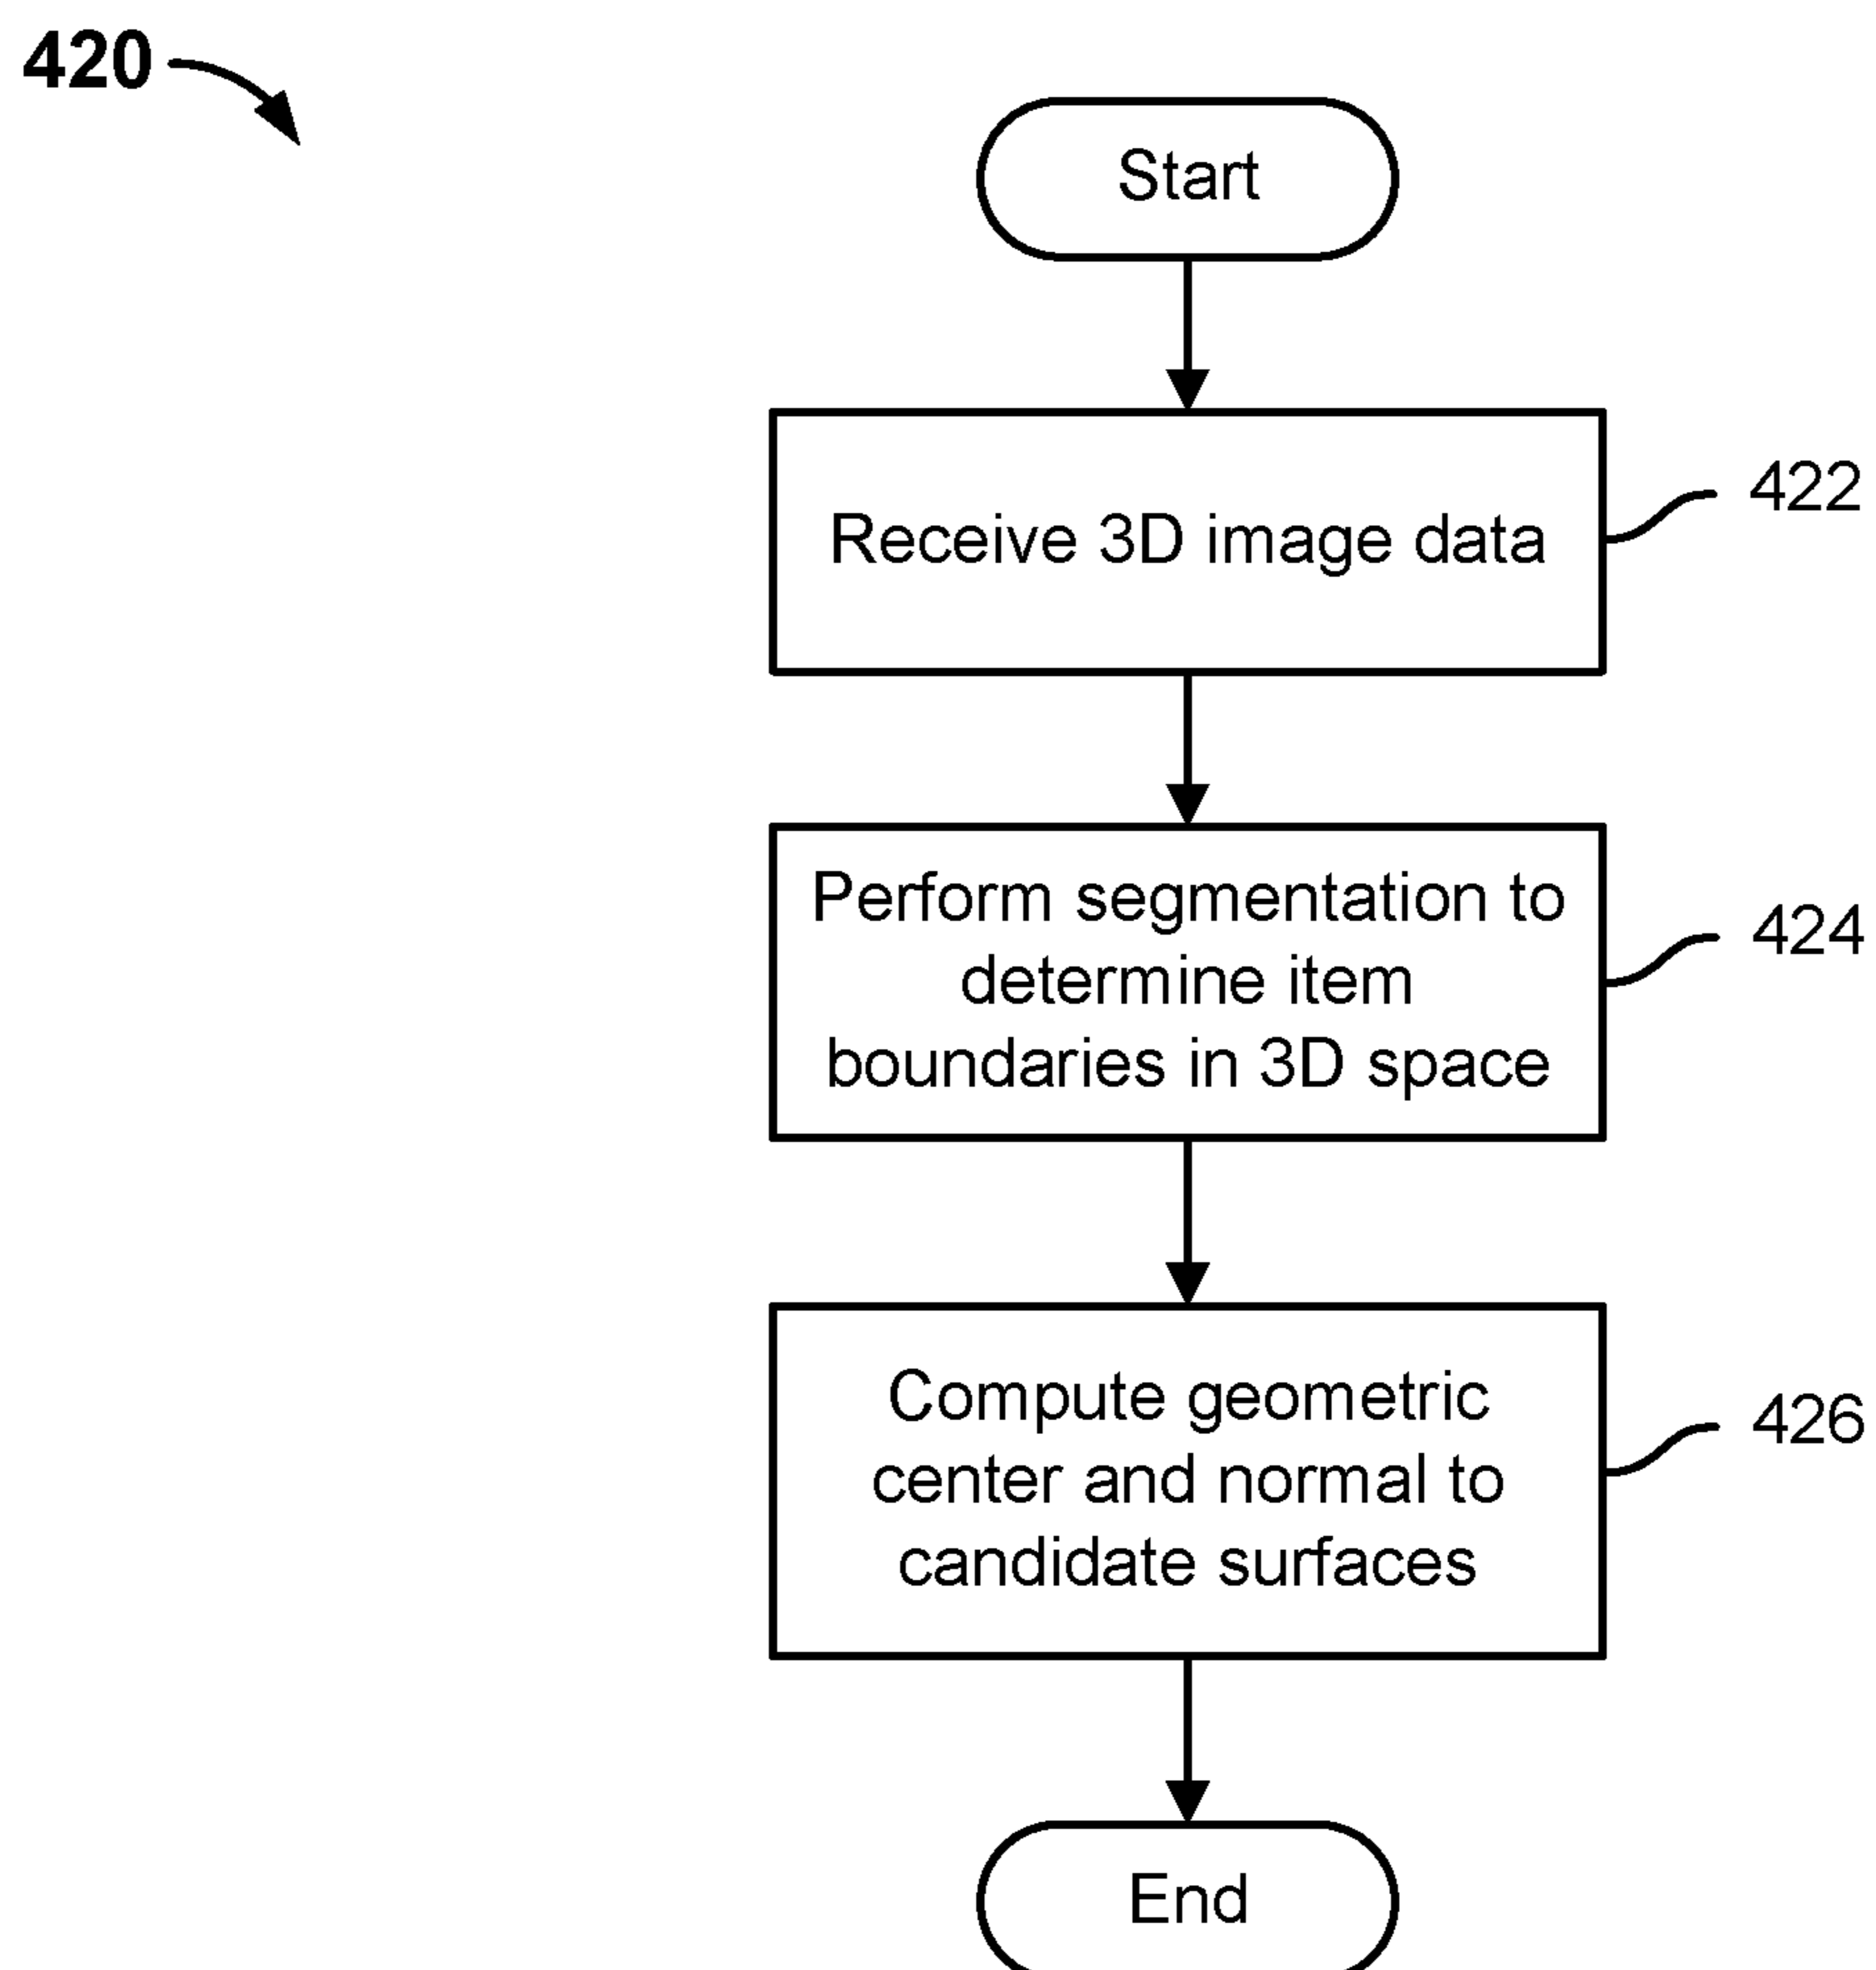 420
Start
Receive 3D image data
422
Perform segmentation to
determine item
boundaries in 3D space
424
Compute geometric
center and normal to
candidate surfaces
426
End